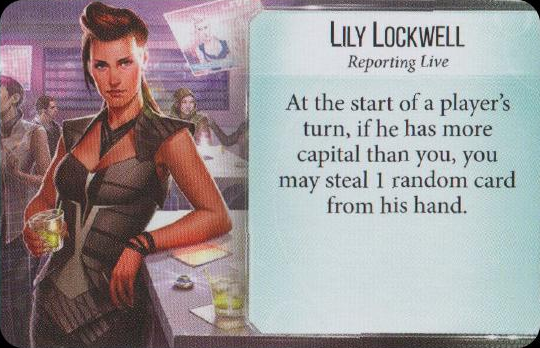 LILY LOCKWELL
Reporting Live
At the start of a player's
turn, if he has more
capital than you, you
may steal 1 random card
from his hand.